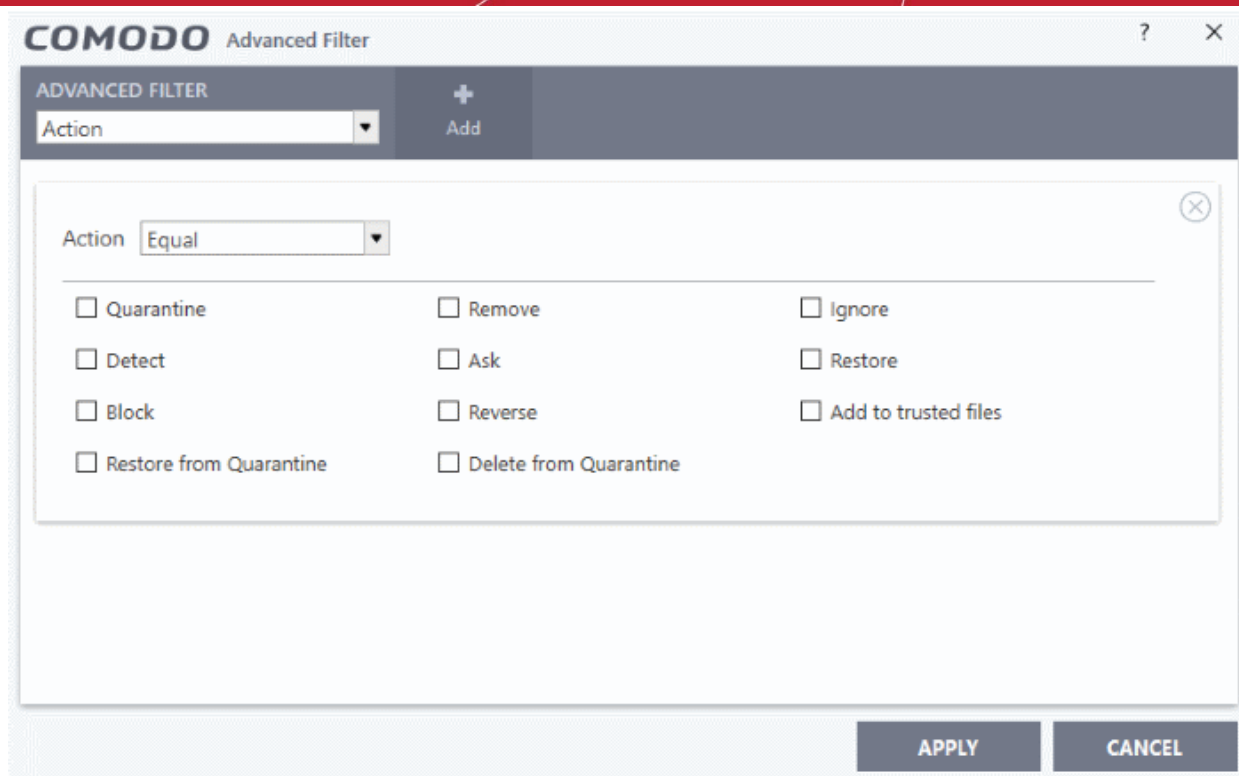 COMODO Advanced Filter ?
ADVANCED FILTER
Action
Add
Action Equal
Quarantine Remove Ignore
Detect Ask Restore
Block Reverse Add to trusted files
Restore from Quarantine Delete from Quarantine
APPLY CANCEL